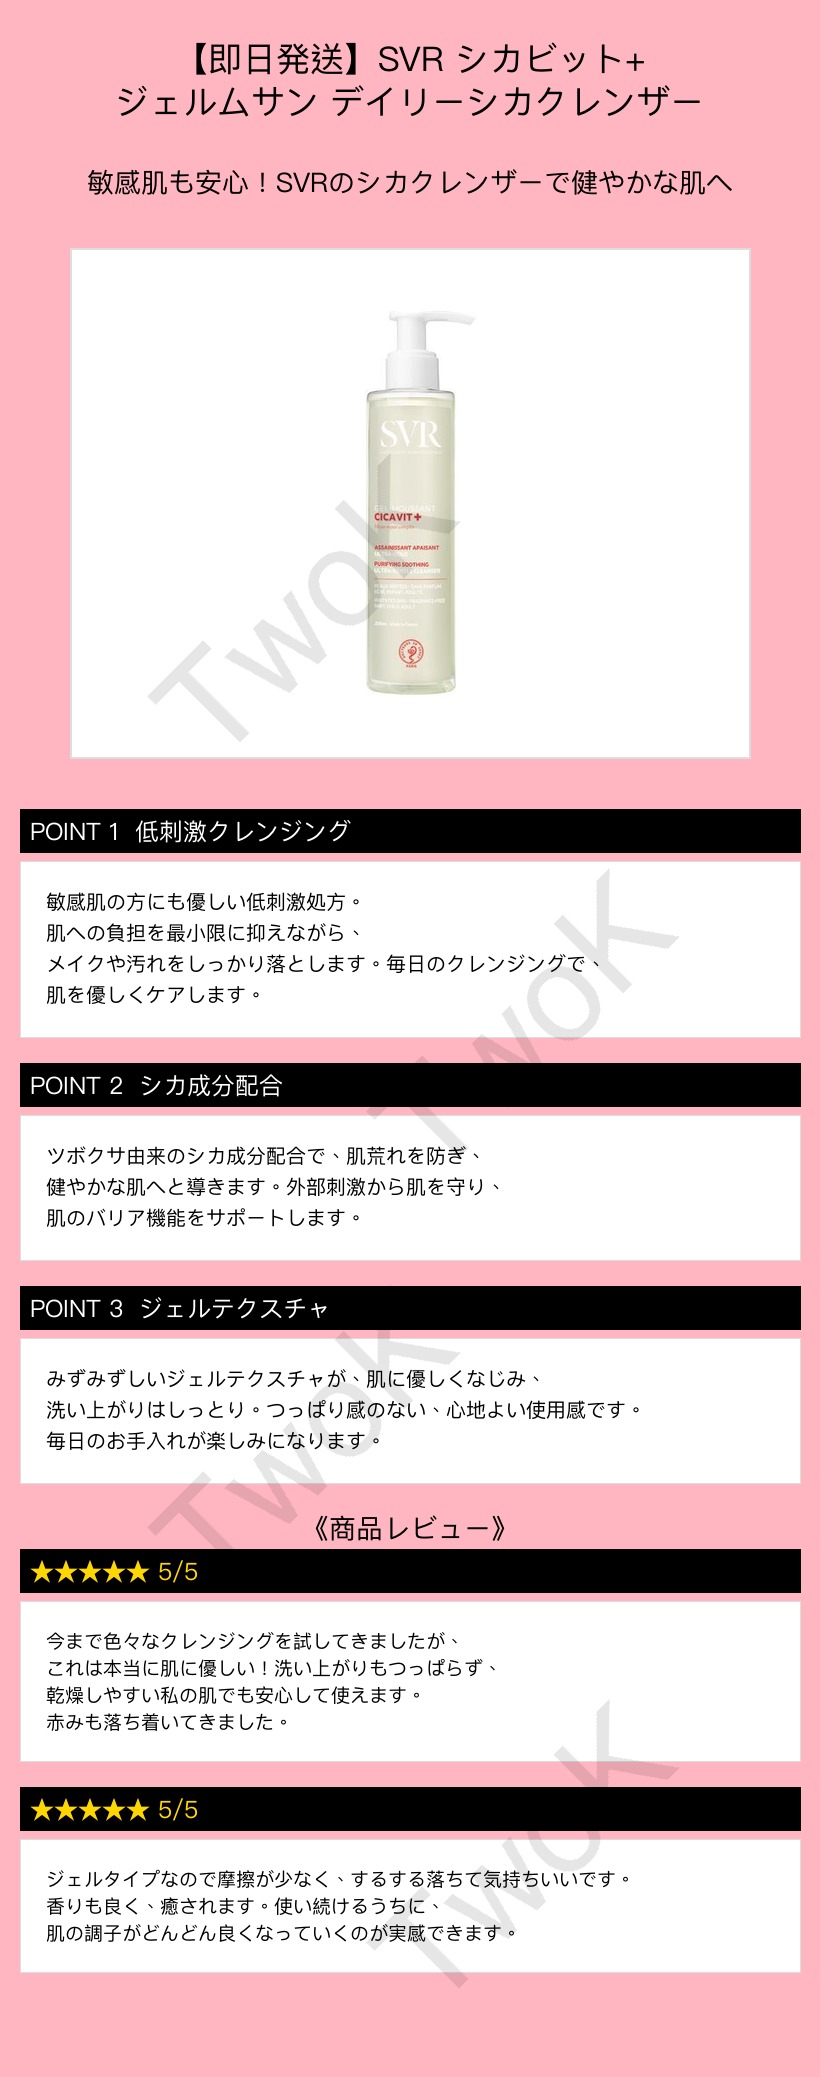 【即日発送】SVR シカビット+
ジェルムサン デイリーシカクレンザー
敏感肌も安心！SVRのシカクレンザーで健やかな肌へ
SVR
GEL MOUSSANT
CICAVIT+
ASSAINISSANT APAISANT
PURIFYING SOOTHING
TwoK
POINT 1 低刺激クレンジング
敏感肌の方にも優しい低刺激処方。
肌への負担を最小限に抑えながら、
メイクや汚れをしっかり落とします。毎日のクレンジングで、
肌を優しくケアします。
TwoK
POINT 2 シカ成分配合
ツボクサ由来のシカ成分配合で、肌荒れを防ぎ、
健やかな肌へと導きます。外部刺激から肌を守り、
肌のバリア機能をサポートします。
POINT 3 ジェルテクスチャ
みずみずしいジェルテクスチャが、肌に優しくなじみ、
洗い上がりはしっとり。つっぱり感のない、心地よい使用感です。
毎日のお手入れが楽しみになります。
TwoK
《商品レビュー》
★★★★★ 5/5
今まで色々なクレンジングを試してきましたが、
これは本当に肌に優しい！洗い上がりもつっぱらず、
乾燥しやすい私の肌でも安心して使えます。
赤みも落ち着いてきました。
★★★★★ 5/5
ジェルタイプなので摩擦が少なく、するする落ちて気持ちいいです。
香りも良く、癒されます。使い続けるうちに、
肌の調子がどんどん良くなっていくのが実感できます。
TwoK